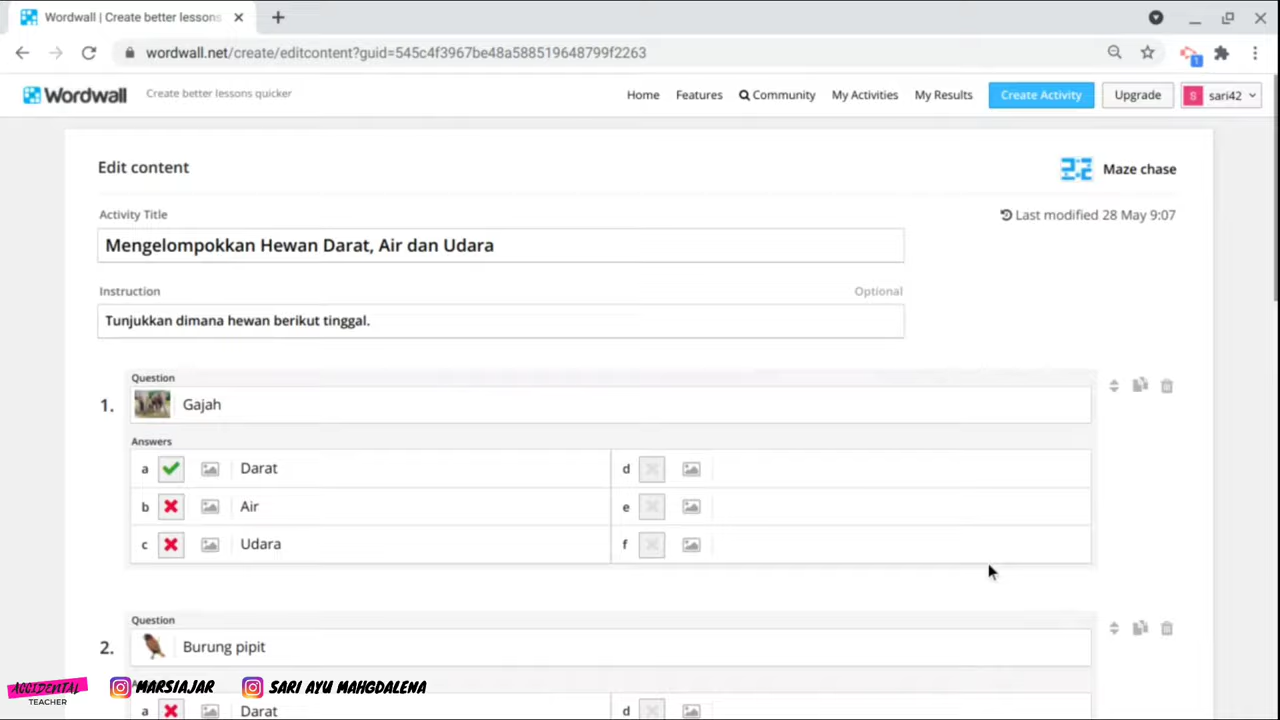 Wordwall | Create better lessons
wordwall.net/create/editcontent?guid=545c4f3967be48a588519648799f2263
1
Wordwall
Create better lessons quicker
Home
Features
Community
My Activities
My Results
Create Activity
Upgrade
S
sari42
Edit content
Maze chase
Activity Title
Last modified 28 May 9:07
Mengelompokkan Hewan Darat, Air dan Udara
Instruction
Optional
Tunjukkan dimana hewan berikut tinggal.
Question
1.
Gajah
Answers
a Darat
d
b Air
e
c Udara
f
Question
2.
Burung pipit
a Darat
d
ACCIDENTAL
TEACHER
MARSIAJAR
SARI AYU MAHGDALENA